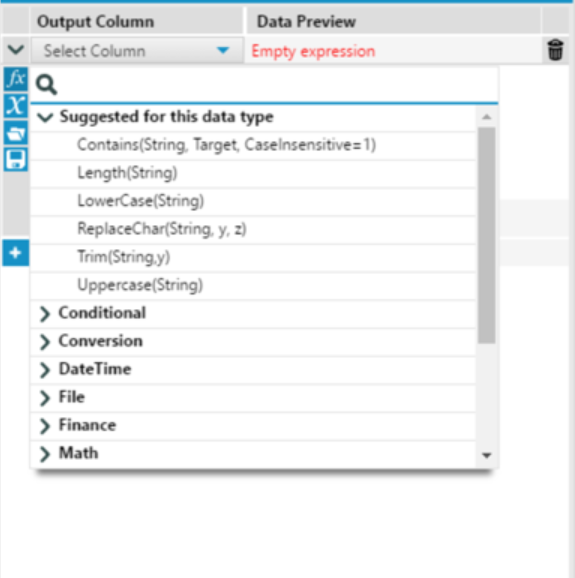 Output Column Data Preview
Select Column Empty expression
fx
X
Suggested for this data type
Contains(String, Target, CaseInsensitive=1)
Length(String)
LowerCase(String)
ReplaceChar(String, y, z)
Trim(String,y)
Uppercase(String)
Conditional
Conversion
DateTime
File
Finance
Math